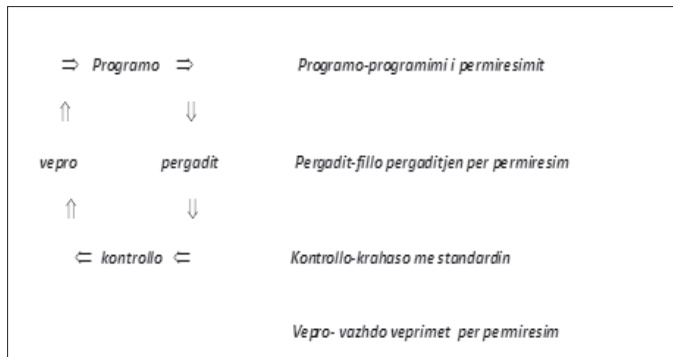 ⇒ Programo ⇒ Programo-programimi i permiresimit
⇑ ⇓
vepro pergadit Pergadit-fillo pergaditjen per permiresim
⇑ ⇓
⇐ kontrollo ⇐ Kontrollo-krahaso me standardin
Vepro- vazhdo veprimet per permiresim